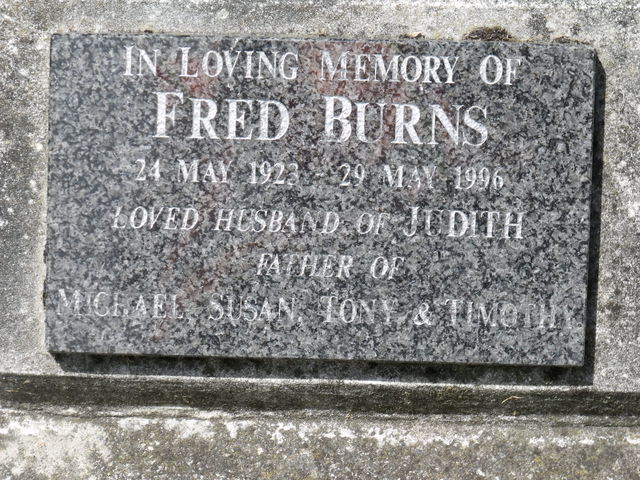 IN LOVING MEMORY OF
FRED BURNS
24 MAY 1923 - 29 MAY 1996
LOVED HUSBAND OF JUDITH
FATHER OF
MICHAEL, SUSAN, TONY & TIMOTHY